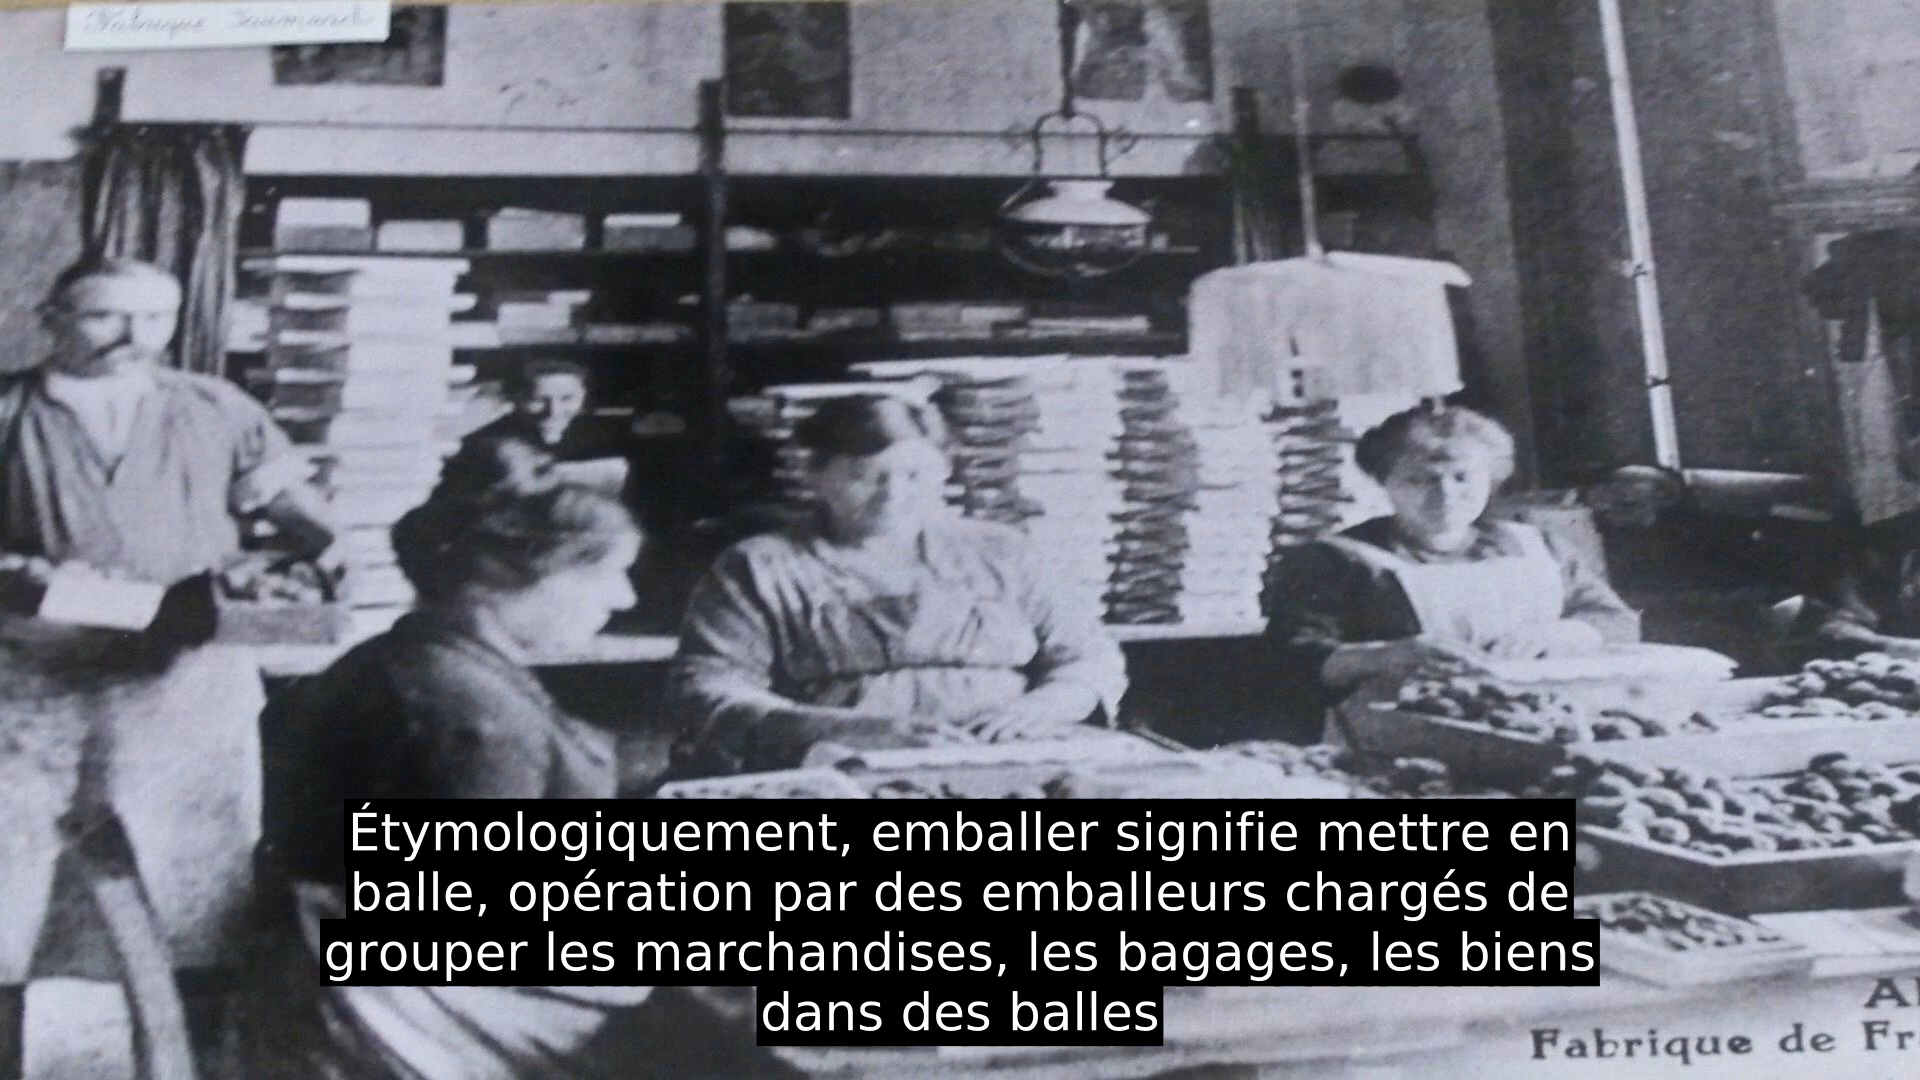 Fabrique
Étymologiquement, emballer signifie mettre en
balle, opération par des emballeurs chargés de
grouper les marchandises, les bagages, les biens
dans des balles
Fabrique de